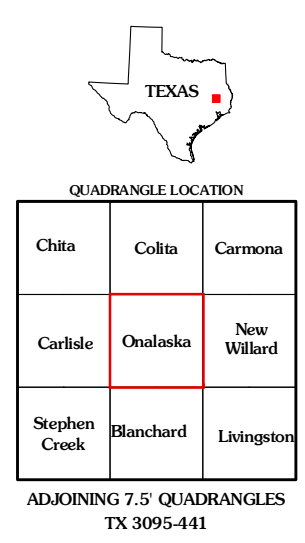 TEXAS
QUADRANGLE LOCATION
Chita
Colita
Carmona
Carlisle
Onalaska
New
Willard
Stephen
Creek
Blanchard
Livingston
ADJOINING 7.5' QUADRANGLES
TX 3095-441